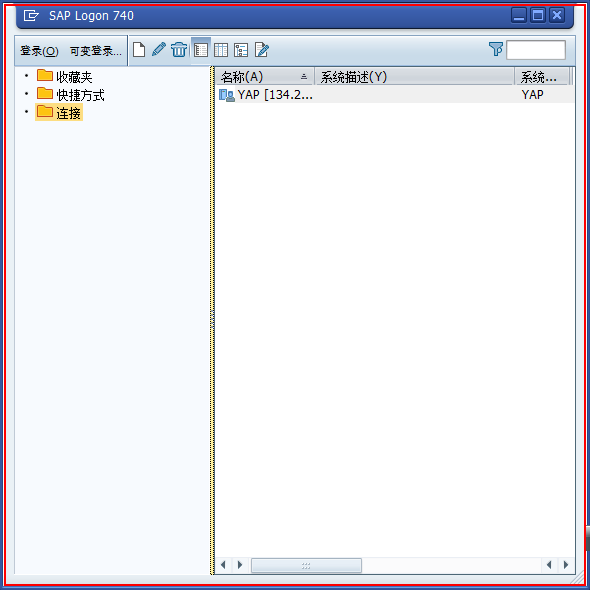 SAP Logon 740
登录(O) 可变登录...
收藏夹
快捷方式
连接
名称(A) 系统描述(Y) 系统...
YAP [134.2... YAP